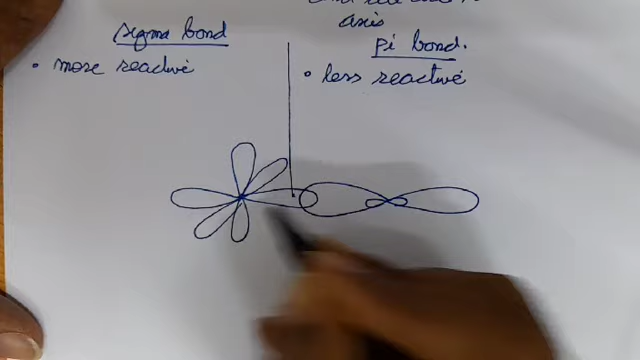 axis
sigma bond
pi bond.
• more reactive
• less reactive